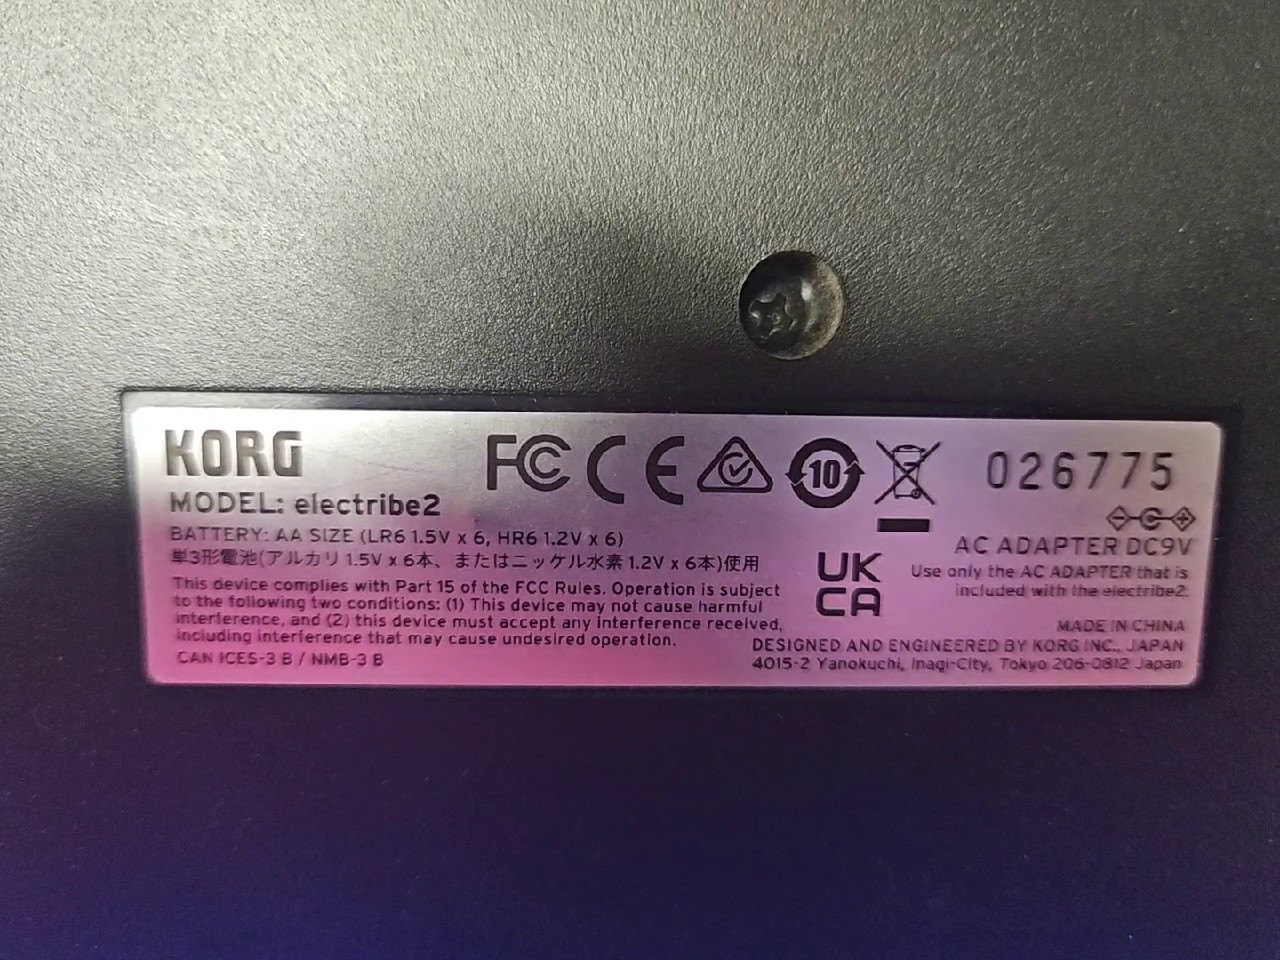 KORG
MODEL: electribe2
BATTERY: AA SIZE (LR6 1.5V x 6, HR6 1.2V x 6)
単3形電池(アルカリ 1.5V x 6本、またはニッケル水素 1.2V x 6本)使用
This device complies with Part 15 of the FCC Rules. Operation is subject
to the following two conditions: (1) This device may not cause harmful
interference, and (2) this device must accept any interference received,
including interference that may cause undesired operation.
CAN ICES-3 B / NMB-3 B
FC CE 10
UK
CA
026775
AC ADAPTER DC9V
Use only the AC ADAPTER that is
included with the electribe2.
MADE IN CHINA
DESIGNED AND ENGINEERED BY KORG INC., JAPAN
4015-2 Yanokuchi, Inagi-City, Tokyo 206-0812 Japan